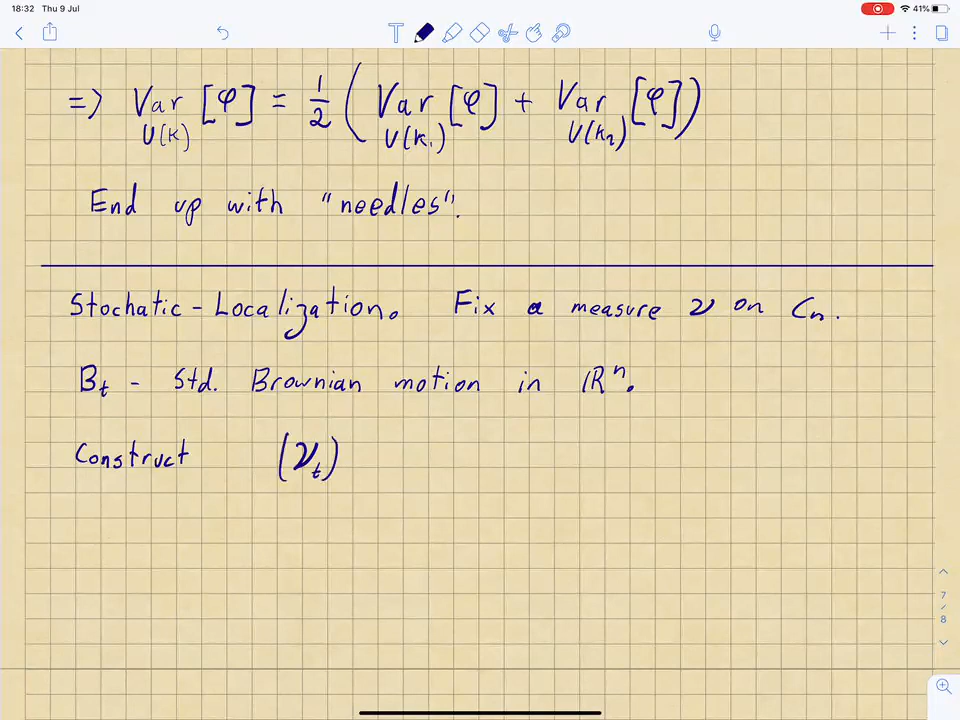 18:32 Thu 9 Jul 41%
T
=> Var [φ] = 1/2 ( Var [φ] + Var [φ] )
U(K) U(K₁) U(K₂)
End up with "needles".
Stochatic - Localization. Fix a measure ν on Cₙ.
Bₜ - Std. Brownian motion in ℝⁿ.
Construct (νₜ)
7
/
8